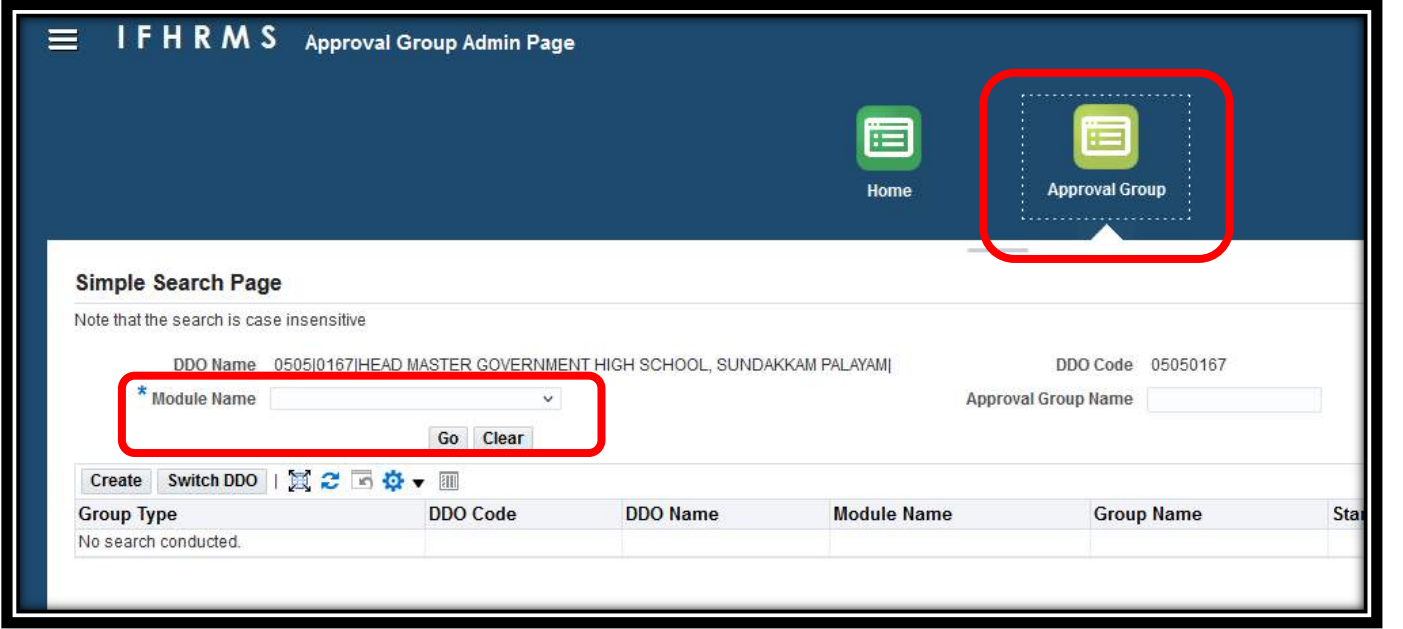 IFHRMS Approval Group Admin Page
Home Approval Group
Simple Search Page
Note that the search is case insensitive
DDO Name 0505|0167|HEAD MASTER GOVERNMENT HIGH SCHOOL, SUNDAKKAM PALAYAM| DDO Code 05050167
* Module Name Approval Group Name
Go Clear
Create Switch DDO |
Group Type DDO Code DDO Name Module Name Group Name
No search conducted.